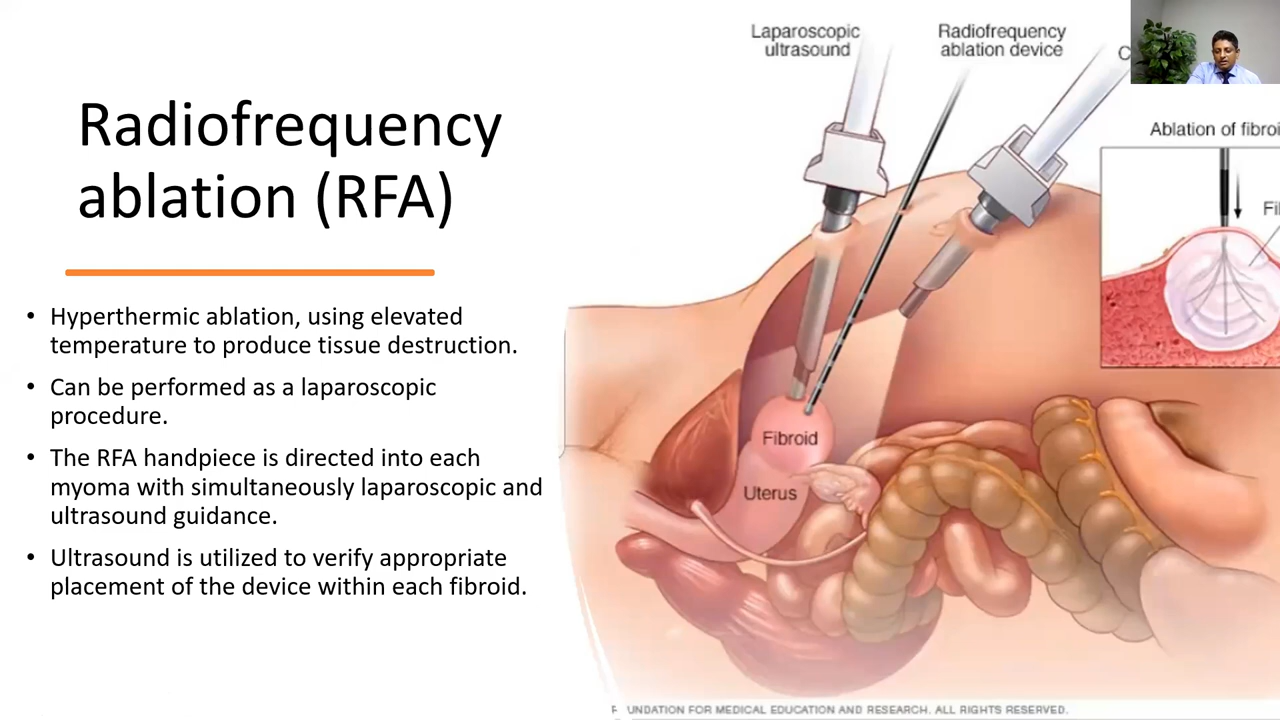 Radiofrequency
ablation (RFA)
• Hyperthermic ablation, using elevated
temperature to produce tissue destruction.
• Can be performed as a laparoscopic
procedure.
• The RFA handpiece is directed into each
myoma with simultaneously laparoscopic and
ultrasound guidance.
• Ultrasound is utilized to verify appropriate
placement of the device within each fibroid.
Laparoscopic
ultrasound
Radiofrequency
ablation device
Ablation of
Fibroid
Uterus
FOR MEDICAL EDUCATION AND RESEARCH. ALL RIGHTS RESERVED.